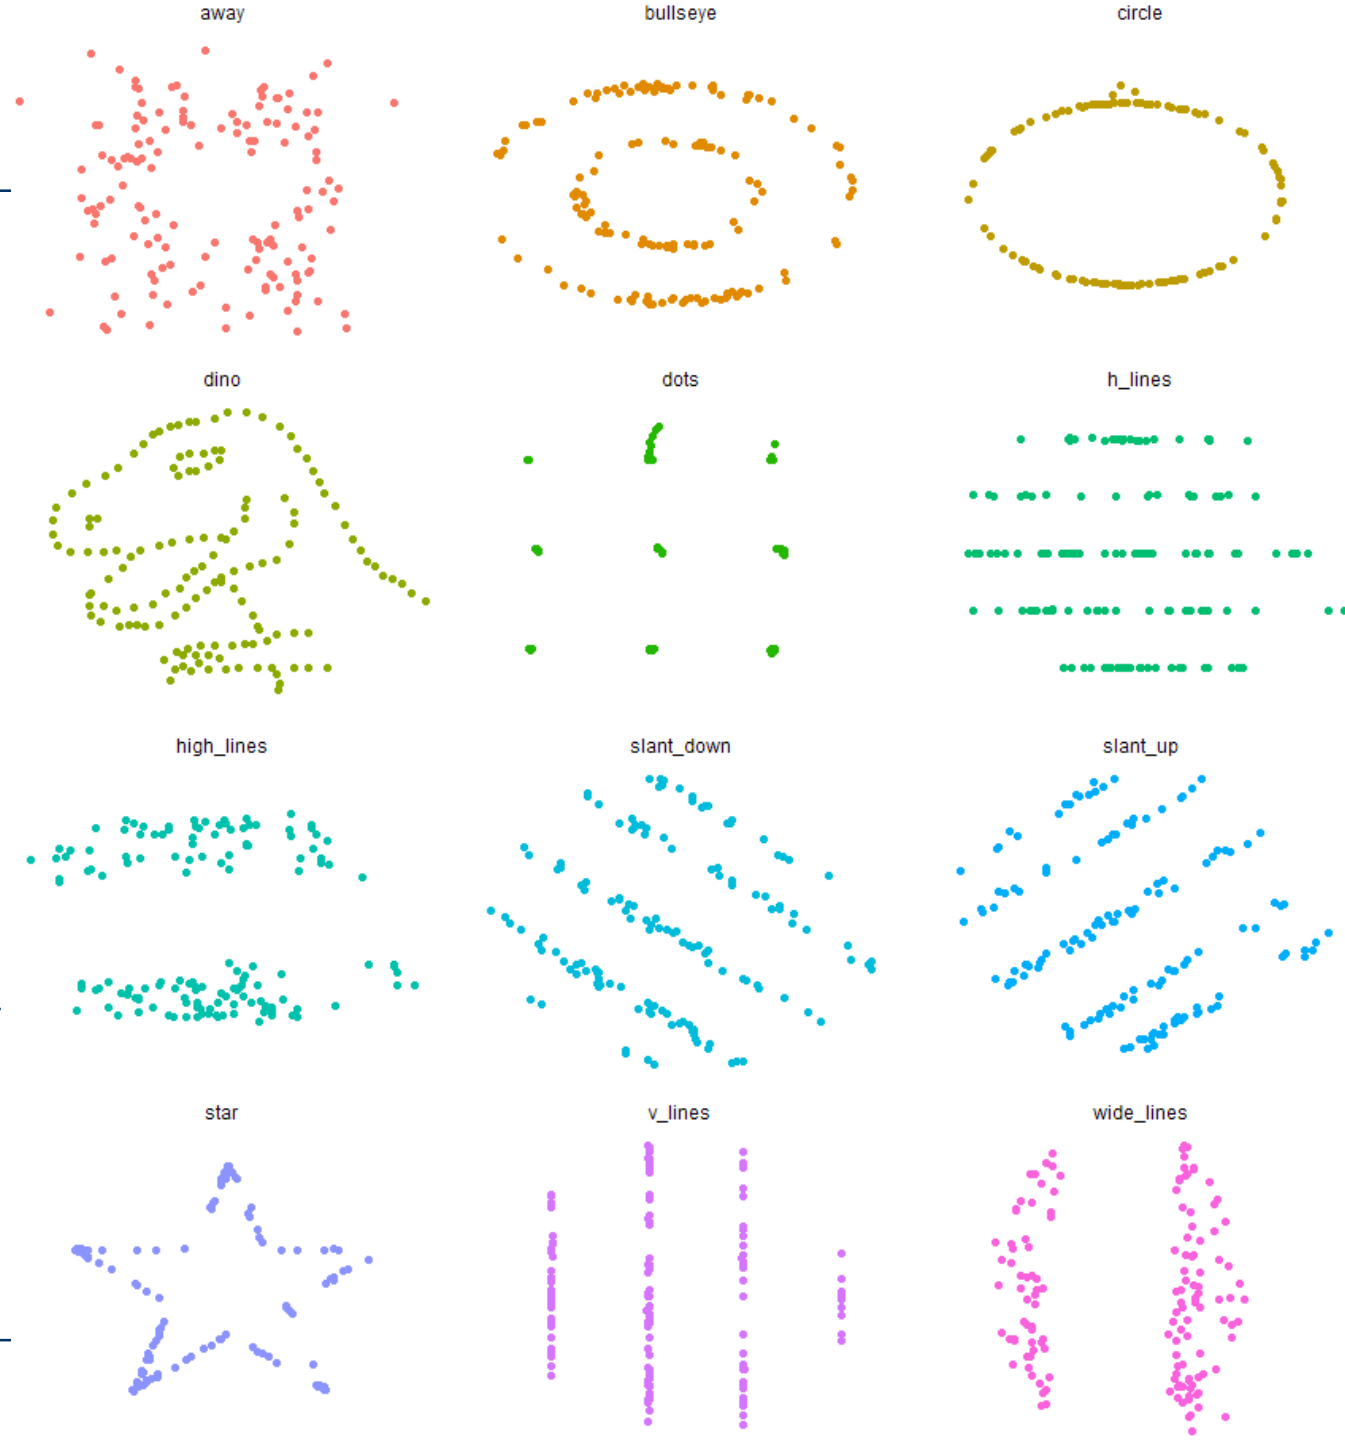 away
bullseye
circle
dino
dots
h_lines
high_lines
slant_down
slant_up
star
v_lines
wide_lines